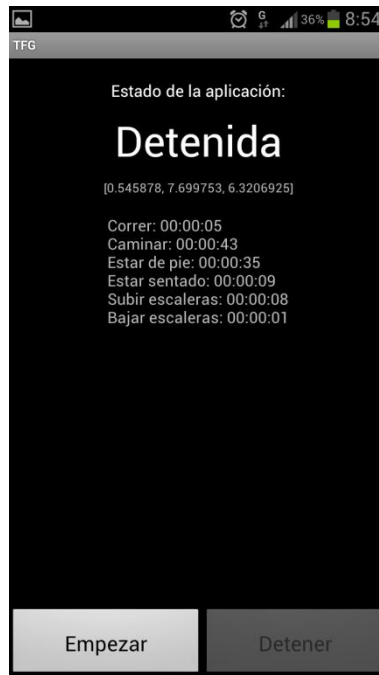 G 36% 8:54
TFG
Estado de la aplicación:
Detenida
[0.545878, 7.699753, 6.3206925]
Correr: 00:00:05
Caminar: 00:00:43
Estar de pie: 00:00:35
Estar sentado: 00:00:09
Subir escaleras: 00:00:08
Bajar escaleras: 00:00:01
Empezar Detener